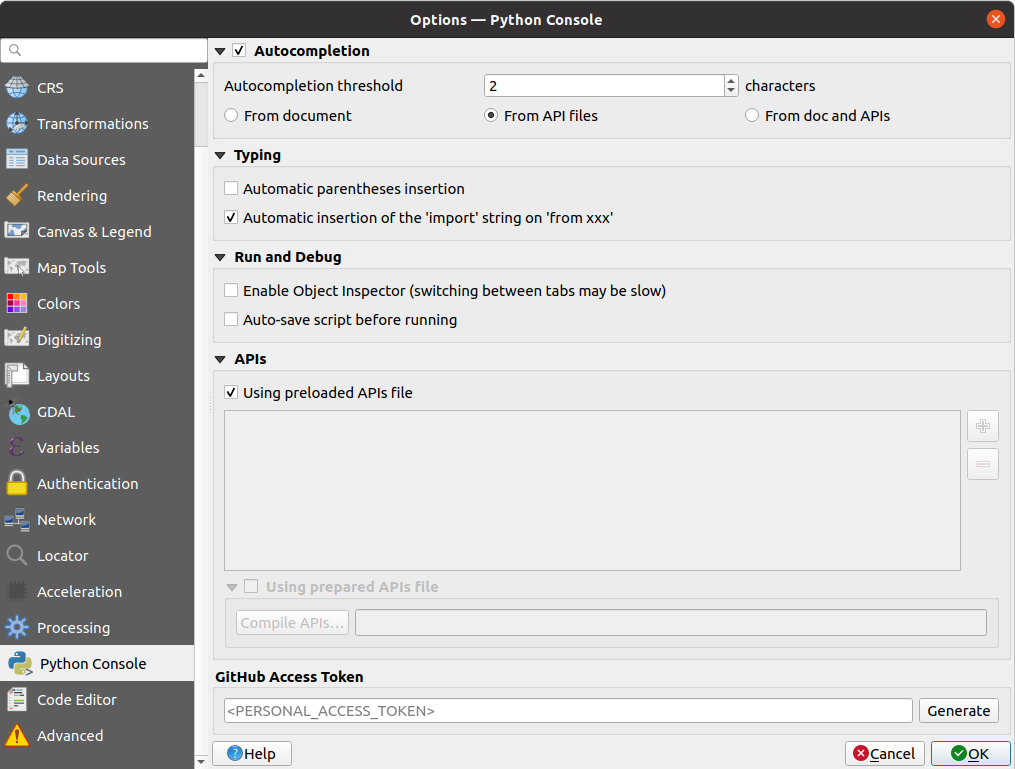 Options — Python Console
CRS
Transformations
Data Sources
Rendering
Canvas & Legend
Map Tools
Colors
Digitizing
Layouts
GDAL
Variables
Authentication
Network
Locator
Acceleration
Processing
Python Console
Code Editor
Advanced
Autocompletion
Autocompletion threshold 2 characters
From document From API files From doc and APIs
Typing
Automatic parentheses insertion
Automatic insertion of the 'import' string on 'from xxx'
Run and Debug
Enable Object Inspector (switching between tabs may be slow)
Auto-save script before running
APIs
Using preloaded APIs file
Using prepared APIs file
Compile APIs...
GitHub Access Token
<PERSONAL_ACCESS_TOKEN> Generate
Help Cancel OK